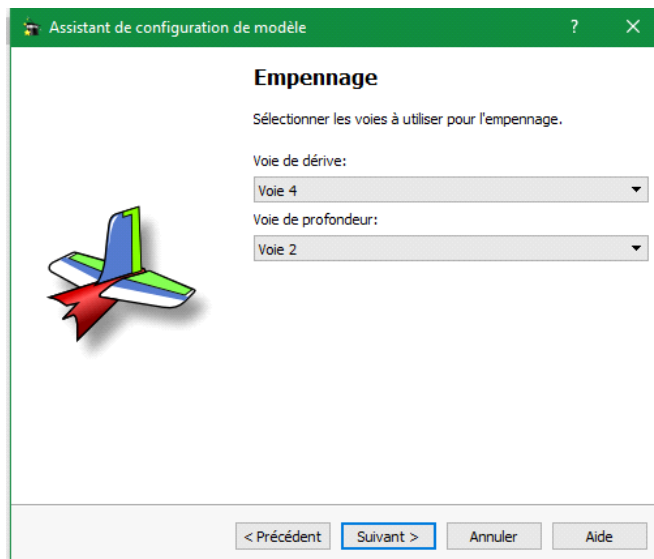 Assistant de configuration de modèle
?
Empennage
Sélectionner les voies à utiliser pour l'empennage.
Voie de dérive:
Voie 4
Voie de profondeur:
Voie 2
< Précédent
Suivant >
Annuler
Aide